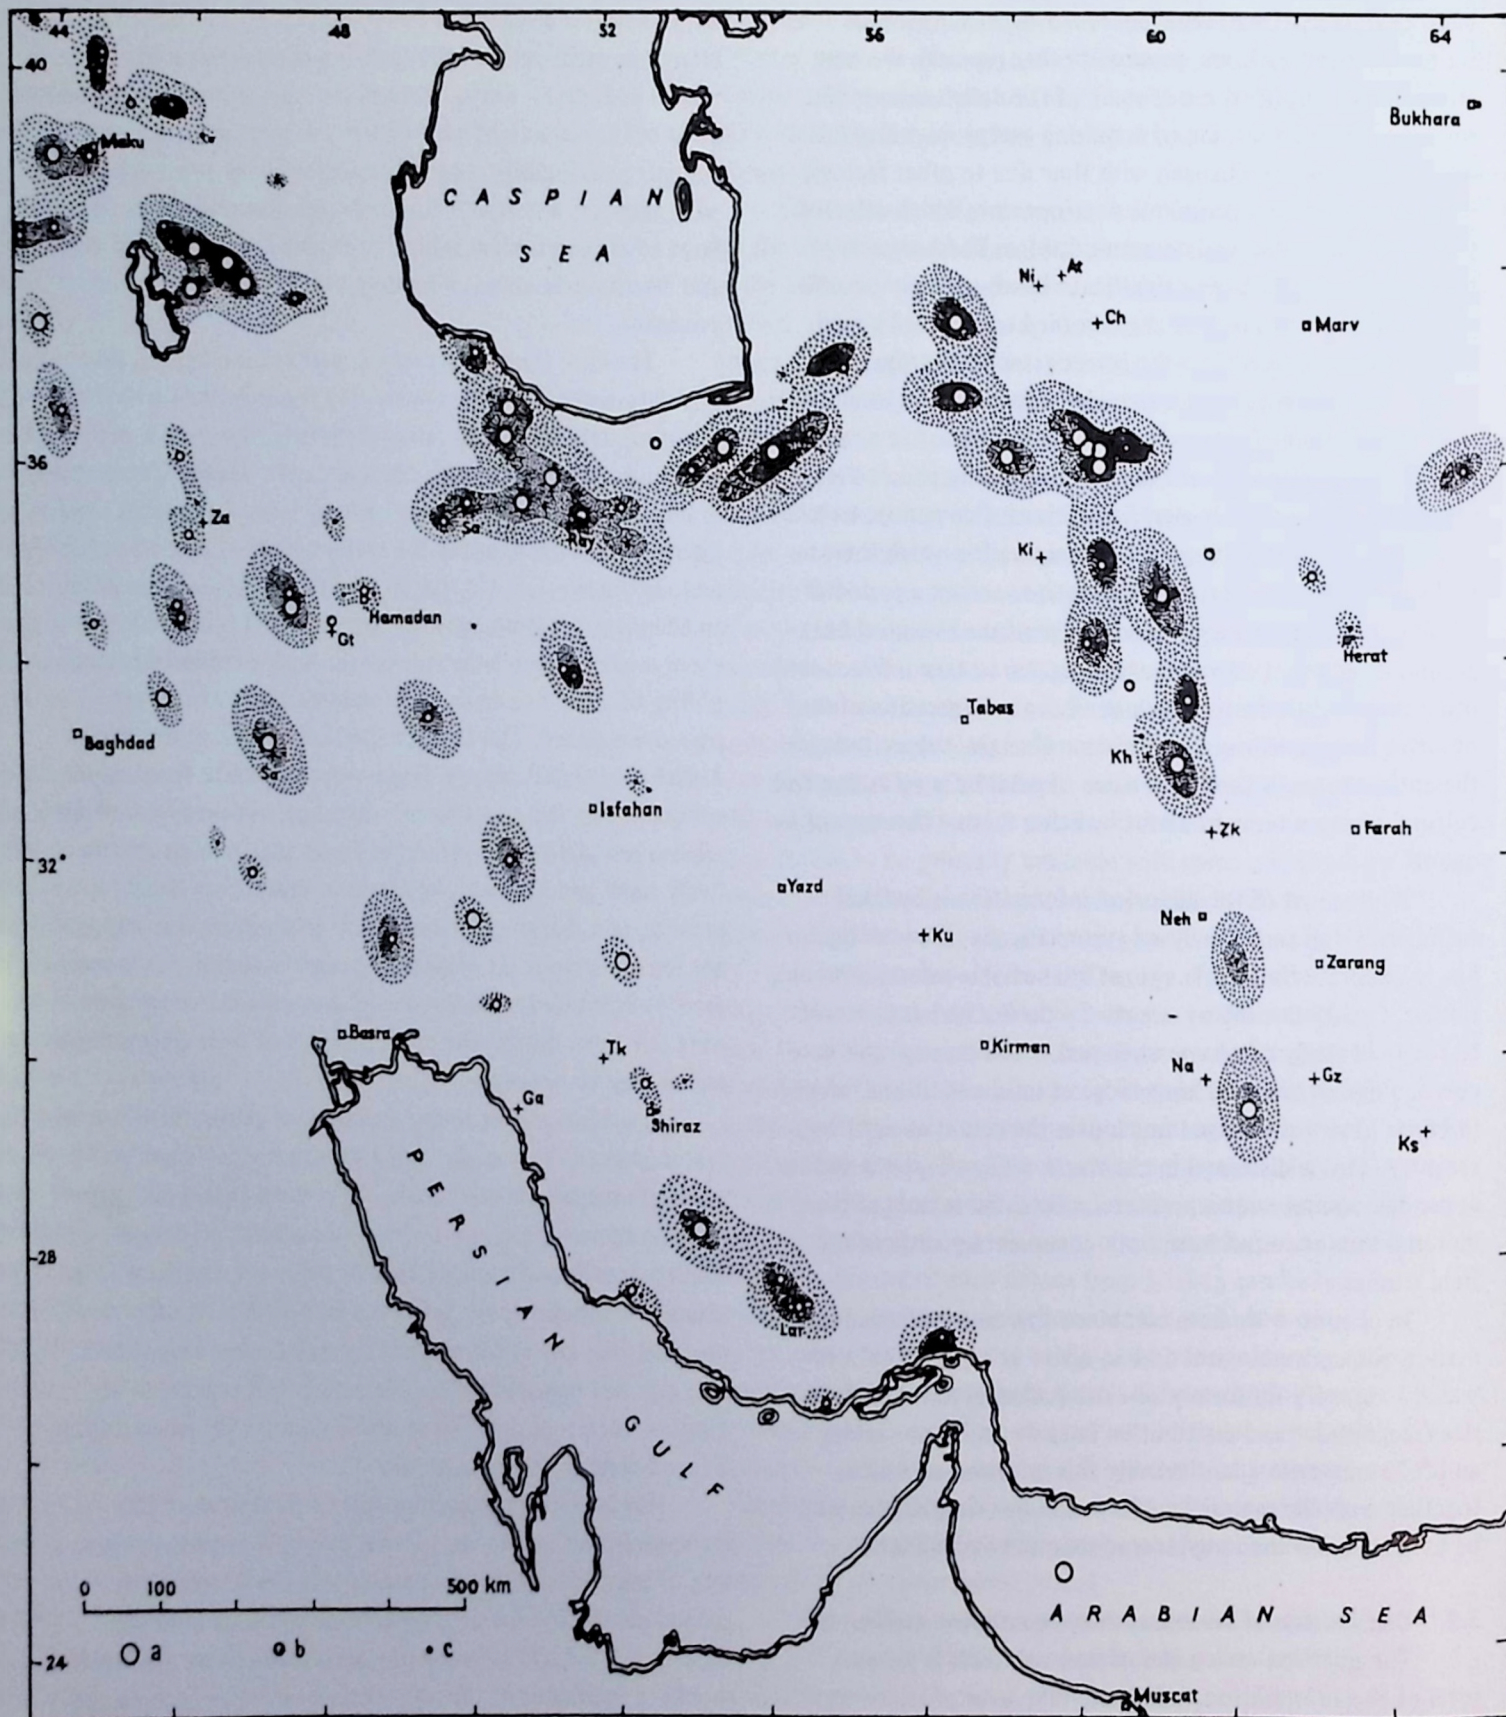 44 48 52 56 60 64
40
Bukhara
Maku
CASPIAN
SEA
Ni
At
Ch
Marv
36
Za
Sa
Ray
Ki
Hamadan
Gt
Herat
Tabas
Baghdad
Kh
Sa
Isfahan
Zk
Farah
32°
Yazd
Neh
Ku
Zarang
Basra
Tk
Kirman
Na
Gz
Ga
Shiraz
Ks
PERSIAN
GULF
28
Lar
0 100 500 km
ARABIAN SEA
a b c
24
Muscat